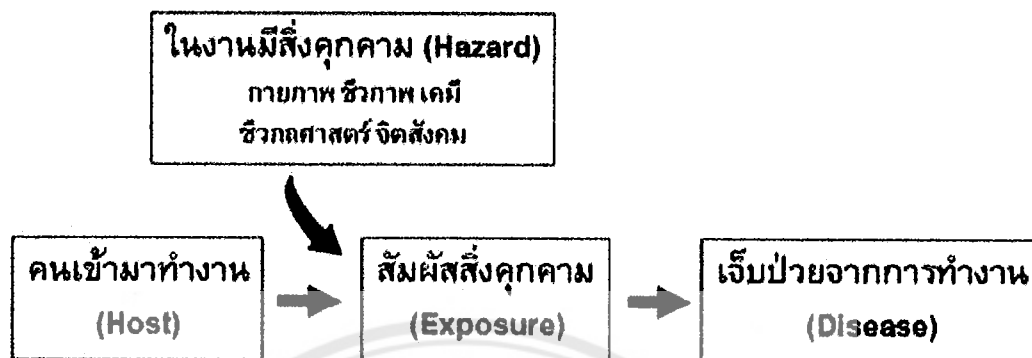 ในงานมีสิ่งคุกคาม (Hazard)
กายภาพ ชีวภาพ เคมี
ชีวกลศาสตร์ จิตสังคม
คนเข้ามาทำงาน
(Host)
สัมผัสสิ่งคุกคาม
(Exposure)
เจ็บป่วยจากการทำงาน
(Disease)